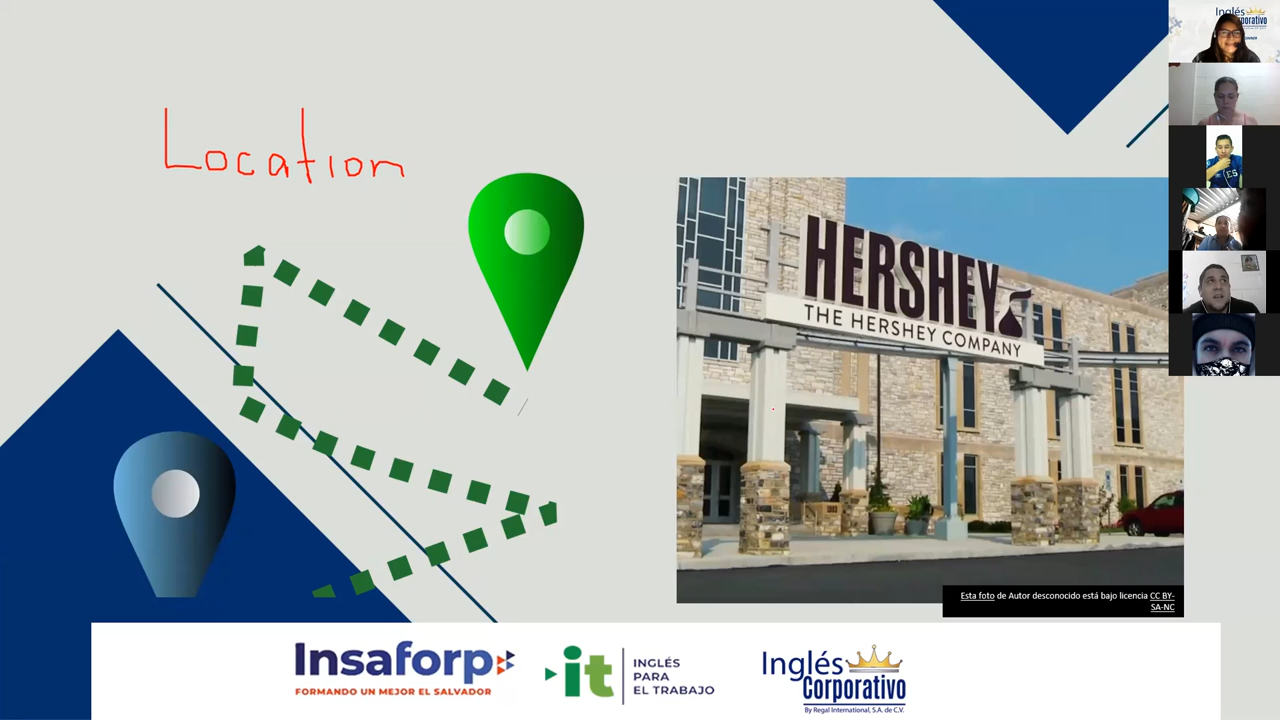 Location
HERSHEY
THE HERSHEY COMPANY
Esta foto de Autor desconocido está bajo licencia CC BY-
SA-NC
Insaforp
FORMANDO UN MEJOR EL SALVADOR
it
INGLÉS
PARA
EL TRABAJO
Inglés
Corporativo
By Regal International, S.A. de C.V.
Inglés
ES